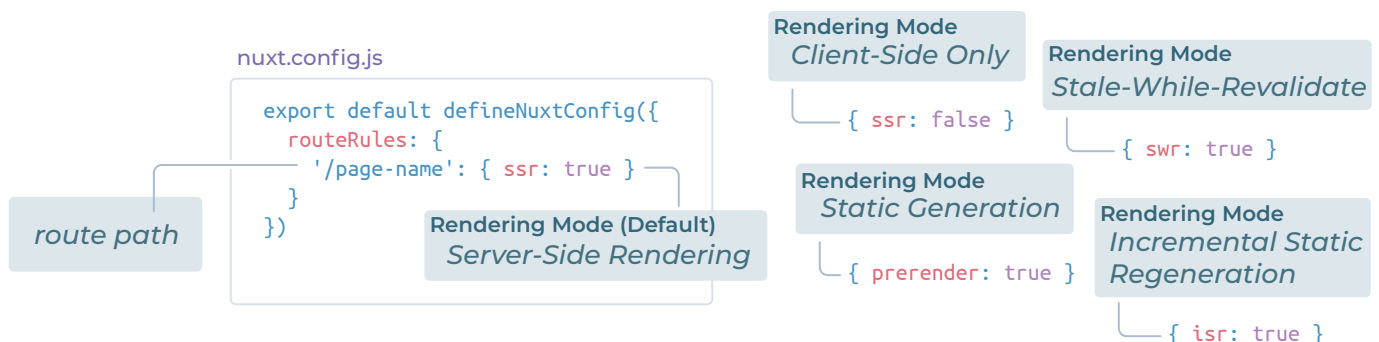 nuxt.config.js
export default defineNuxtConfig({
routeRules: {
'/page-name': { ssr: true }
}
})
route path
Rendering Mode (Default)
Server-Side Rendering
Rendering Mode
Client-Side Only
{ ssr: false }
Rendering Mode
Stale-While-Revalidate
{ swr: true }
Rendering Mode
Static Generation
{ prerender: true }
Rendering Mode
Incremental Static
Regeneration
{ isr: true }